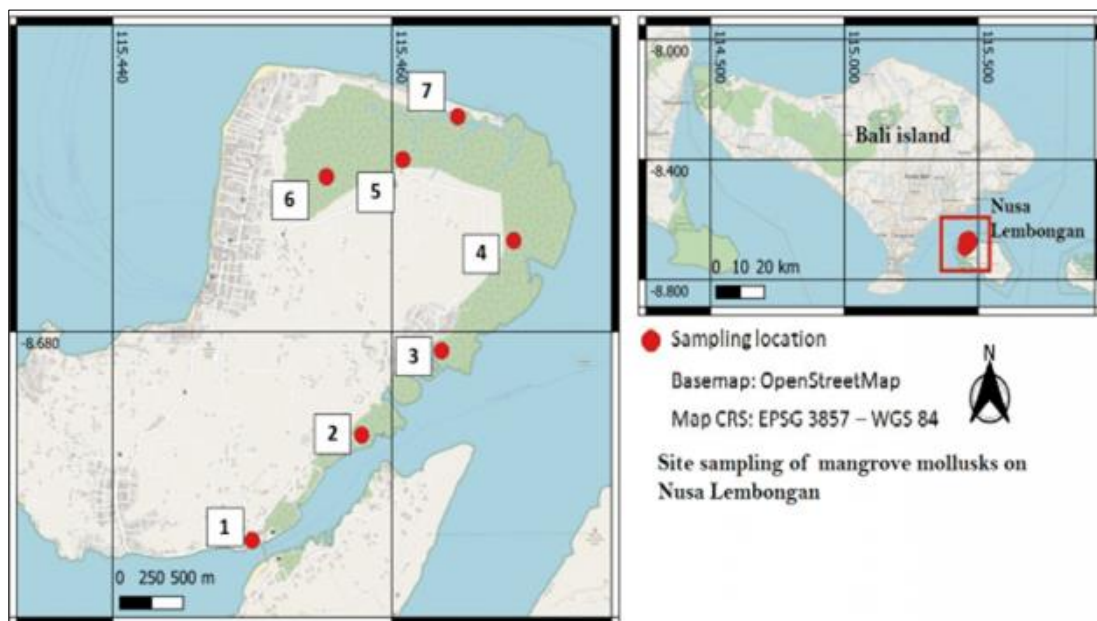 115.440
115.460
7
6
5
4
-8.680
3
2
1
0 250 500 m
114.500
115.000
115.500
-8.000
Bali island
-8.400
Nusa
Lembongan
0 10 20 km
-8.800
Sampling location
N
Basemap: OpenStreetMap
Map CRS: EPSG 3857 – WGS 84
Site sampling of mangrove mollusks on
Nusa Lembongan